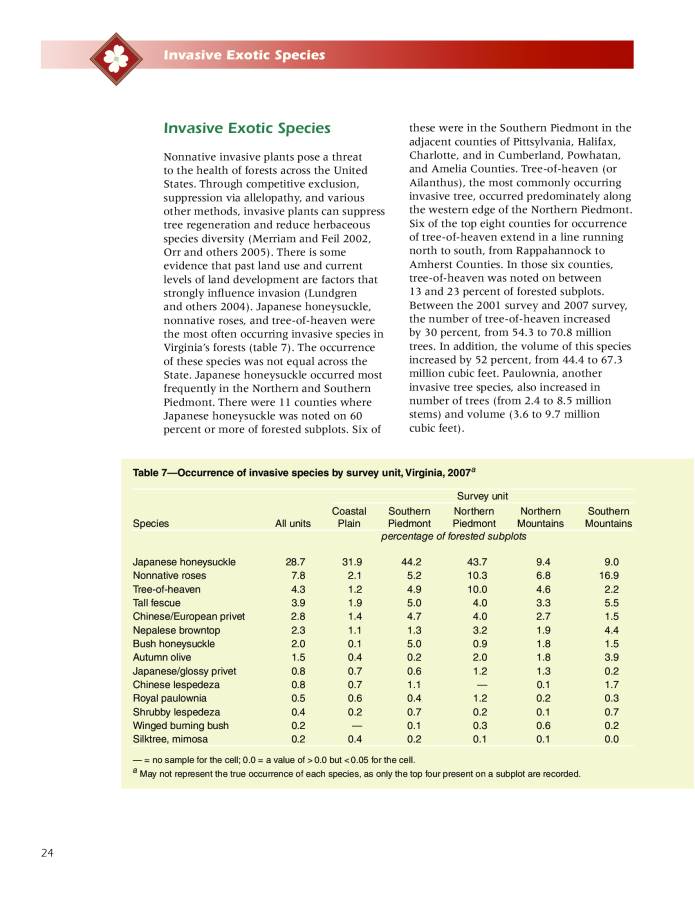 Invasive Exotic Species
Invasive Exotic Species
Nonnative invasive plants pose a threat
to the health of forests across the United
States. Through competitive exclusion,
suppression via allelopathy, and various
other methods, invasive plants can suppress
tree regeneration and reduce herbaceous
species diversity (Merriam and Feil 2002,
Orr and others 2005). There is some
evidence that past land use and current
levels of land development are factors that
strongly influence invasion (Lundgren
and others 2004). Japanese honeysuckle,
nonnative roses, and tree-of-heaven were
the most often occurring invasive species in
Virginia's forests (table 7). The occurrence
of these species was not equal across the
State. Japanese honeysuckle occurred most
frequently in the Northern and Southern
Piedmont. There were 11 counties where
Japanese honeysuckle was noted on 60
percent or more of forested subplots. Six of
these were in the Southern Piedmont in the
adjacent counties of Pittsylvania, Halifax,
Charlotte, and in Cumberland, Powhatan,
and Amelia Counties. Tree-of-heaven (or
Ailanthus), the most commonly occurring
invasive tree, occurred predominately along
the western edge of the Northern Piedmont.
Six of the top eight counties for occurrence
of tree-of-heaven extend in a line running
north to south, from Rappahannock to
Amherst Counties. In those six counties,
tree-of-heaven was noted on between
13 and 23 percent of forested subplots.
Between the 2001 survey and 2007 survey,
the number of tree-of-heaven increased
by 30 percent, from 54.3 to 70.8 million
trees. In addition, the volume of this species
increased by 52 percent, from 44.4 to 67.3
million cubic feet. Paulownia, another
invasive tree species, also increased in
number of trees (from 2.4 to 8.5 million
stems) and volume (3.6 to 9.7 million
cubic feet).
Table 7—Occurrence of invasive species by survey unit, Virginia, 2007a
Survey unit
Coastal Southern Northern Northern Southern
Species All units Plain Piedmont Piedmont Mountains Mountains
percentage of forested subplots
Japanese honeysuckle 28.7 31.9 44.2 43.7 9.4 9.0
Nonnative roses 7.8 2.1 5.2 10.3 6.8 16.9
Tree-of-heaven 4.3 1.2 4.9 10.0 4.6 2.2
Tall fescue 3.9 1.9 5.0 4.0 3.3 5.5
Chinese/European privet 2.8 1.4 4.7 4.0 2.7 1.5
Nepalese browntop 2.3 1.1 1.3 3.2 1.9 4.4
Bush honeysuckle 2.0 0.1 5.0 0.9 1.8 1.5
Autumn olive 1.5 0.4 0.2 2.0 1.8 3.9
Japanese/glossy privet 0.8 0.7 0.6 1.2 1.3 0.2
Chinese lespedeza 0.8 0.7 1.1 — 0.1 1.7
Royal paulownia 0.5 0.6 0.4 1.2 0.2 0.3
Shrubby lespedeza 0.4 0.2 0.7 0.2 0.1 0.7
Winged burning bush 0.2 — 0.1 0.3 0.6 0.2
Silktree, mimosa 0.2 0.4 0.2 0.1 0.1 0.0
— = no sample for the cell; 0.0 = a value of > 0.0 but < 0.05 for the cell.
a May not represent the true occurrence of each species, as only the top four present on a subplot are recorded.
24